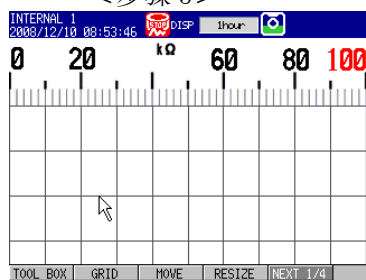 INTERNAL 1
2008/12/10 08:53:46 STOP DISP 1hour
0 20 kΩ 60 80 100
TOOL BOX GRID MOVE RESIZE NEXT 1/4